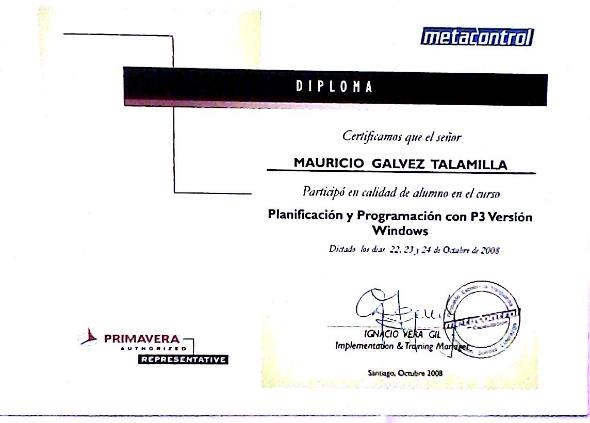 metacontrol
DIPLOMA
Certificamos que el señor
MAURICIO GALVEZ TALAMILLA
Participó en calidad de alumno en el curso
Planificación y Programación con P3 Versión
Windows
Dictado los días 22, 23 y 24 de Octubre de 2008
IGNACIO VERA GIL
Implementation & Training Manager
PRIMAVERA
AUTHORIZED
REPRESENTATIVE
Santiago, Octubre 2008